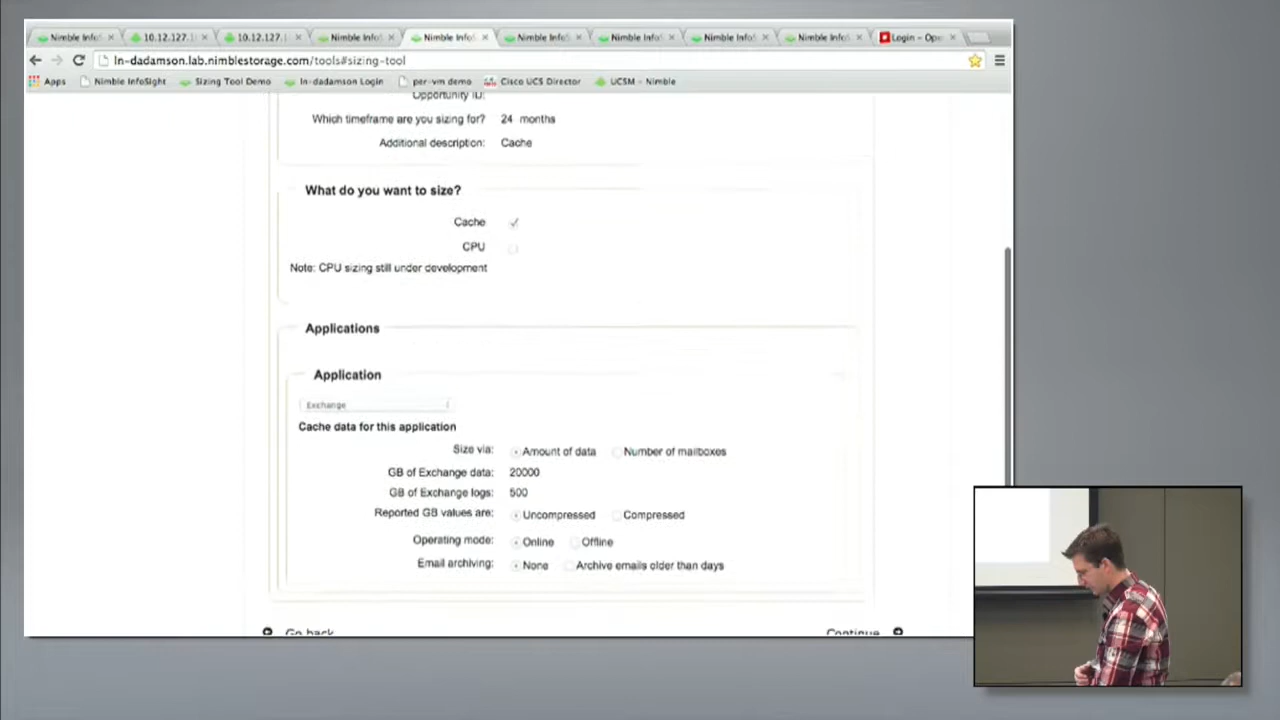 Nimble Info
10.12.127.
10.12.127.
Nimble Info
Nimble Info
Nimble Info
Nimble Info
Nimble Info
Nimble Info
Login – Ope
ln-dadamson.lab.nimblestorage.com/tools#sizing-tool
Apps Nimble InfoSight Sizing Tool Demo ln-dadamson Login per-vm demo Cisco UCS Director UCSM - Nimble
Opportunity ID:
Which timeframe are you sizing for? 24 months
Additional description: Cache
What do you want to size?
Cache
CPU
Note: CPU sizing still under development
Applications
Application
Exchange
Cache data for this application
Size via: Amount of data Number of mailboxes
GB of Exchange data: 20000
GB of Exchange logs: 500
Reported GB values are: Uncompressed Compressed
Operating mode: Online Offline
Email archiving: None Archive emails older than days
Go back Continue